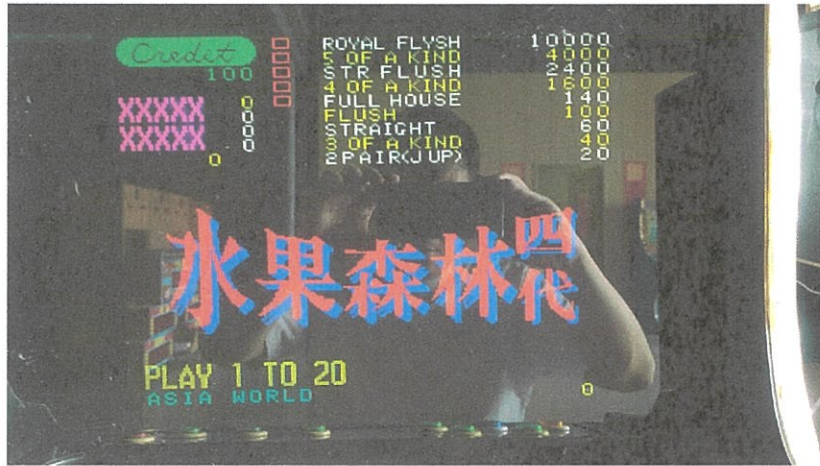 Credit
100
XXXXX 0
0
XXXXX 0
0
0
ROYAL FLYSH 10000
5 OF A KIND 4000
STR FLUSH 2400
4 OF A KIND 1600
FULL HOUSE 140
FLUSH 100
STRAIGHT 60
3 OF A KIND 40
2PAIR(J UP) 20
水果森林四代
PLAY 1 TO 20
0
ASIA WORLD